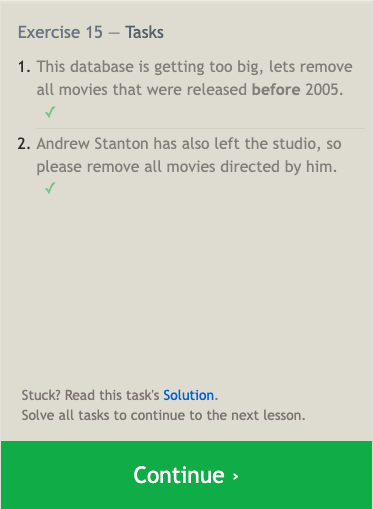 Exercise 15 — Tasks
1. This database is getting too big, lets remove
all movies that were released before 2005.
✓
2. Andrew Stanton has also left the studio, so
please remove all movies directed by him.
✓
Stuck? Read this task's Solution.
Solve all tasks to continue to the next lesson.
Continue ›